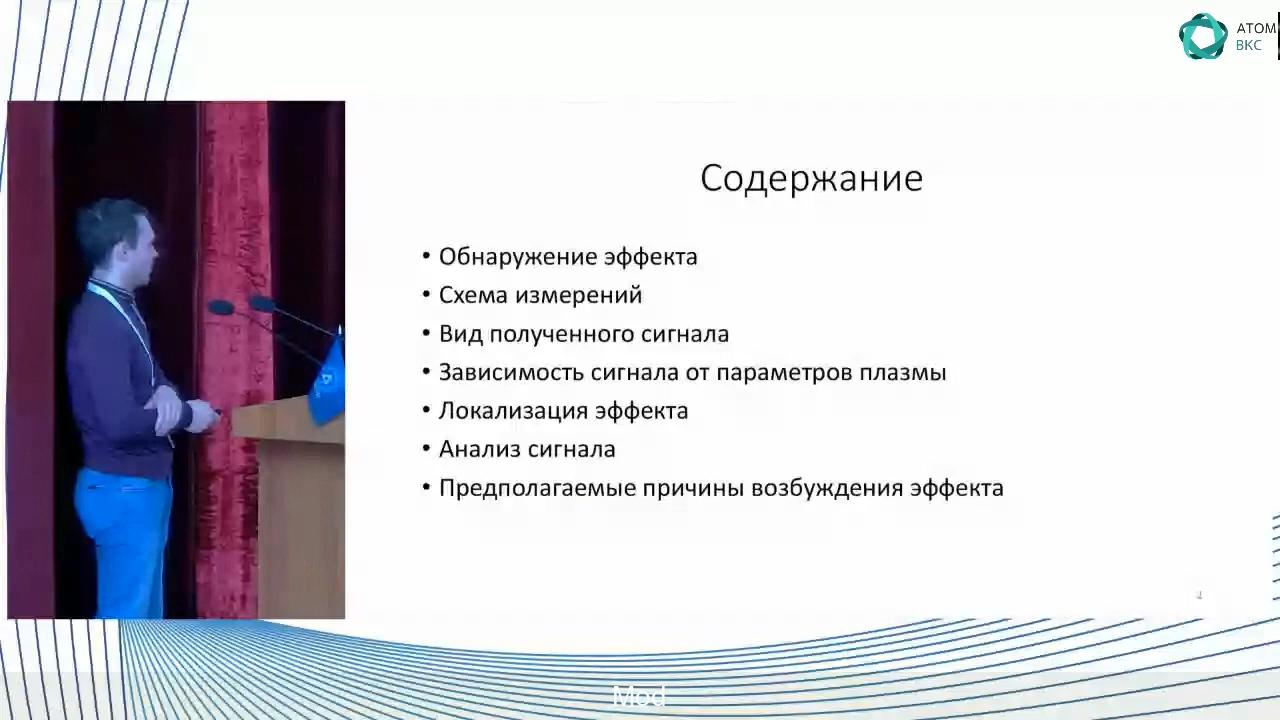 АТОМ
ВКС
Содержание
• Обнаружение эффекта
• Схема измерений
• Вид полученного сигнала
• Зависимость сигнала от параметров плазмы
• Локализация эффекта
• Анализ сигнала
• Предполагаемые причины возбуждения эффекта
Mod